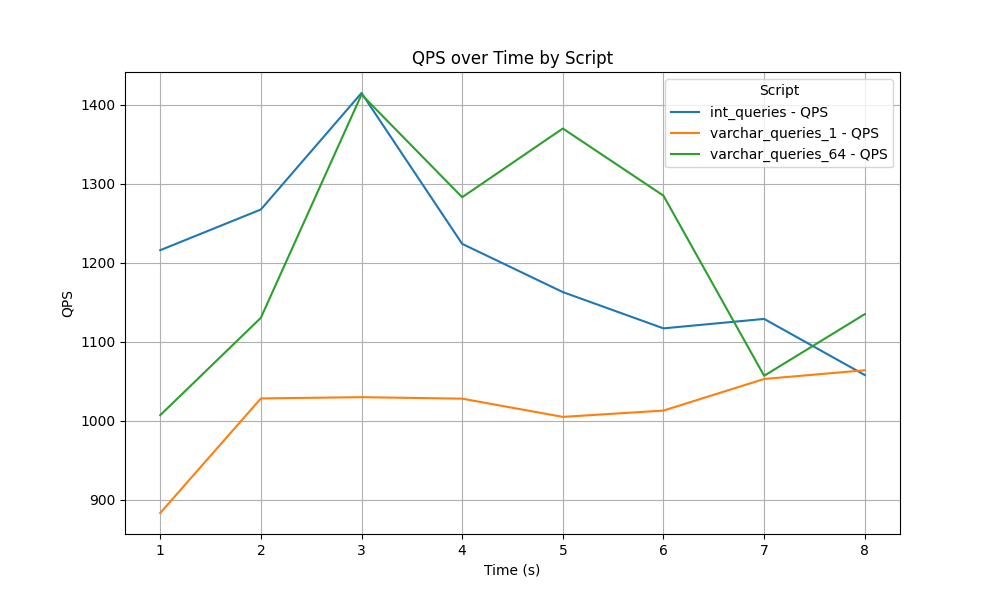 QPS over Time by Script
Script
int_queries - QPS
varchar_queries_1 - QPS
varchar_queries_64 - QPS
1400
1300
1200
1100
1000
900
QPS
1 2 3 4 5 6 7 8
Time (s)